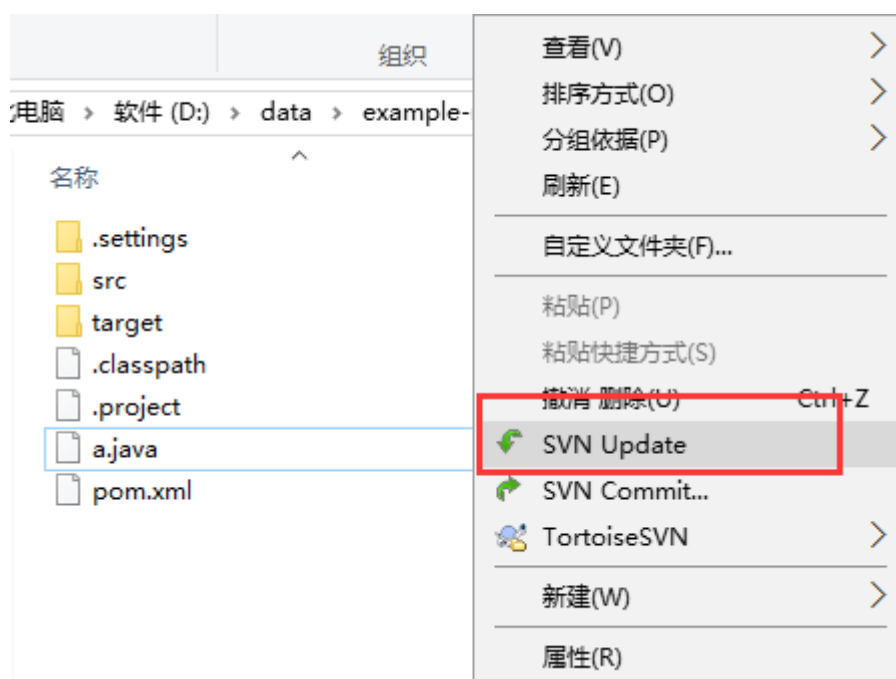 组织
电脑 > 软件 (D:) > data > example-
名称
.settings
src
target
.classpath
.project
a.java
pom.xml
查看(V)
排序方式(O)
分组依据(P)
刷新(E)
自定义文件夹(F)...
粘贴(P)
粘贴快捷方式(S)
撤消 删除(U) Ctrl+Z
SVN Update
SVN Commit...
TortoiseSVN
新建(W)
属性(R)